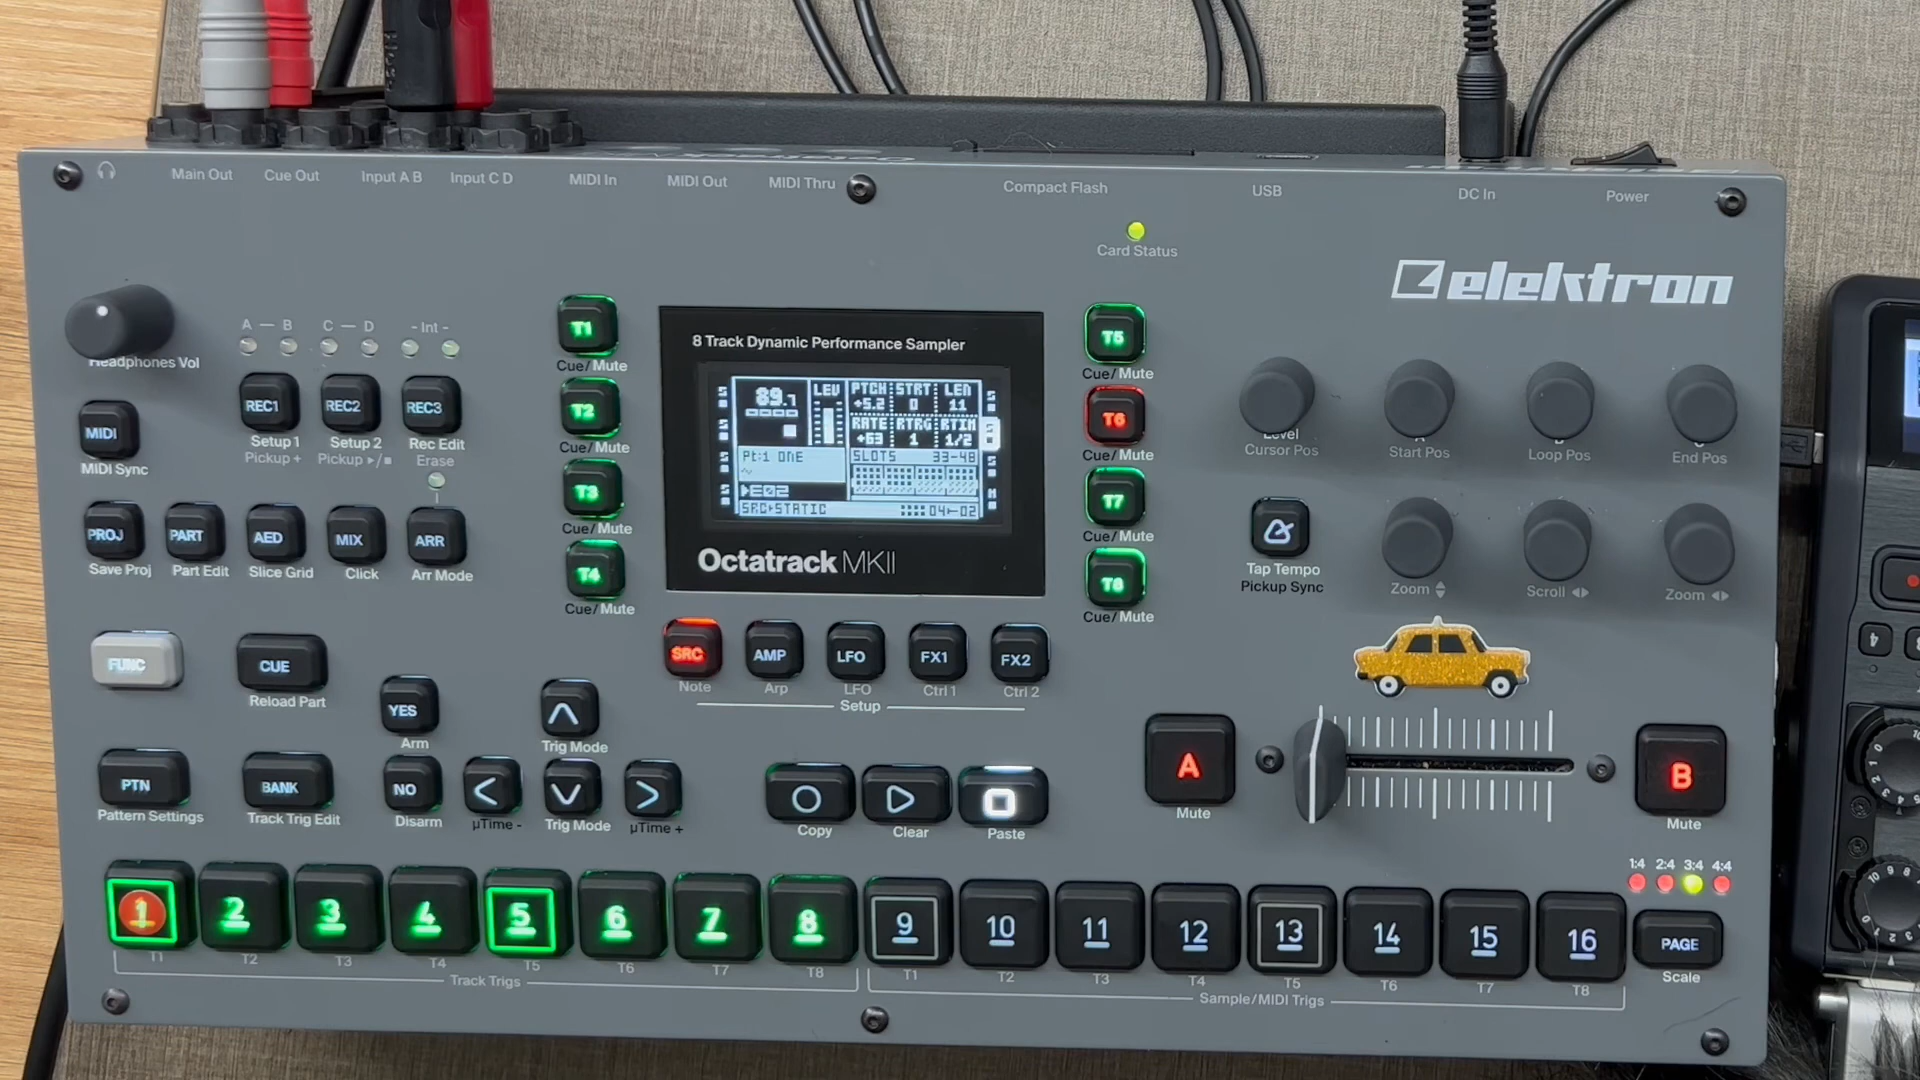 Main Out Cue Out Input A B Input C D MIDI In MIDI Out MIDI Thru Compact Flash USB DC In Power
Card Status
elektron
Headphones Vol
A B C D - Int -
8 Track Dynamic Performance Sampler
T1
Cue/Mute
T2
Cue/Mute
T3
Cue/Mute
T4
Cue/Mute
T5
Cue/Mute
T6
Cue/Mute
T7
Cue/Mute
T8
Cue/Mute
89.7
LEV
PTCH STRT LEN
+5.2 0 11
RATE RTRG RTIM
+63 1 1/2
Pt:1 ONE
SLOTS 33-48
E02
SRC STATIC
04 02
Octatrack MKII
REC1 REC2 REC3
Setup 1 Setup 2 Rec Edit
Pickup + Pickup Erase
MIDI
MIDI Sync
PROJ PART AED MIX ARR
Save Proj Part Edit Slice Grid Click Arr Mode
Level A B C
Cursor Pos Start Pos Loop Pos End Pos
Tap Tempo
Pickup Sync
Zoom Scroll Zoom
FUNC CUE
Reload Part
SRC AMP LFO FX1 FX2
Note Arp LFO Ctrl 1 Ctrl 2
Setup
YES
Arm
Trig Mode
PTN BANK NO
Pattern Settings Track Trig Edit Disarm µTime - Trig Mode µTime +
Copy Clear Paste
A
Mute
B
Mute
1:4 2:4 3:4 4:4
1 2 3 4 5 6 7 8 9 10 11 12 13 14 15 16
PAGE
Scale
T1 T2 T3 T4 T5 T6 T7 T8 T1 T2 T3 T4 T5 T6 T7 T8
Track Trigs
Sample/MIDI Trigs